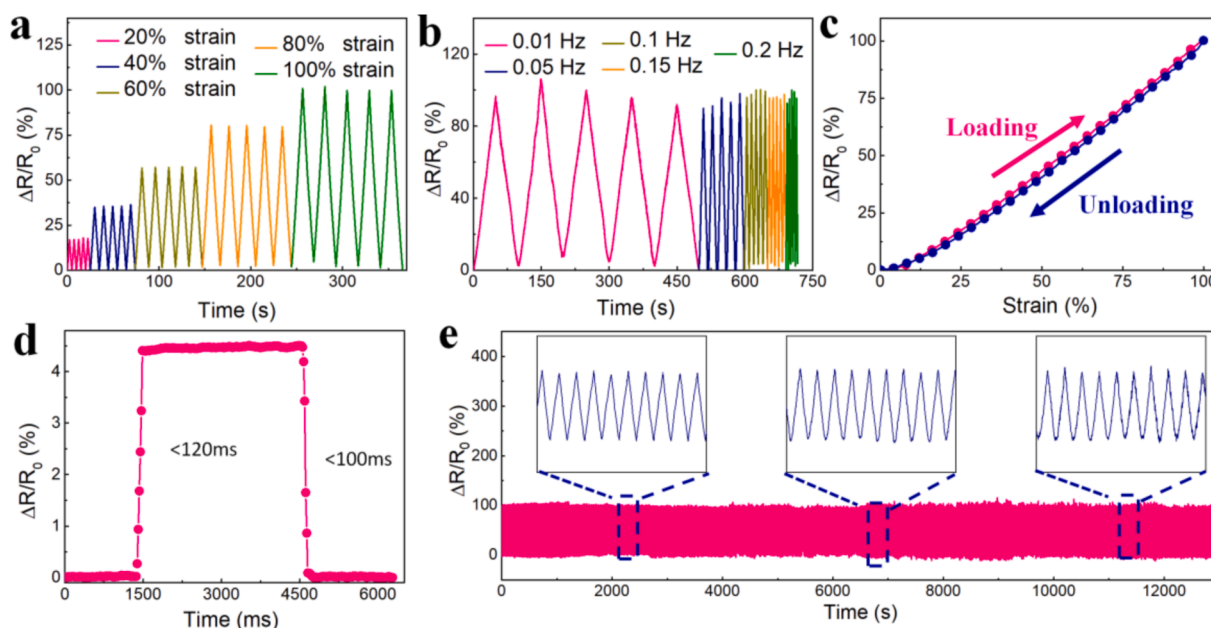 a
ΔR/R0 (%)
125
100
75
50
25
0
20% strain
40% strain
60% strain
80% strain
100% strain
0 100 200 300
Time (s)
b
ΔR/R0 (%)
120
80
40
0
0.01 Hz
0.05 Hz
0.1 Hz
0.15 Hz
0.2 Hz
0 150 300 450 600 750
Time (s)
c
ΔR/R0 (%)
100
75
50
25
0
Loading
Unloading
0 25 50 75 100
Strain (%)
d
ΔR/R0 (%)
4
3
2
1
0
<120ms
<100ms
0 1500 3000 4500 6000
Time (ms)
e
ΔR/R0 (%)
400
300
200
100
0
0 2000 4000 6000 8000 10000 12000
Time (s)